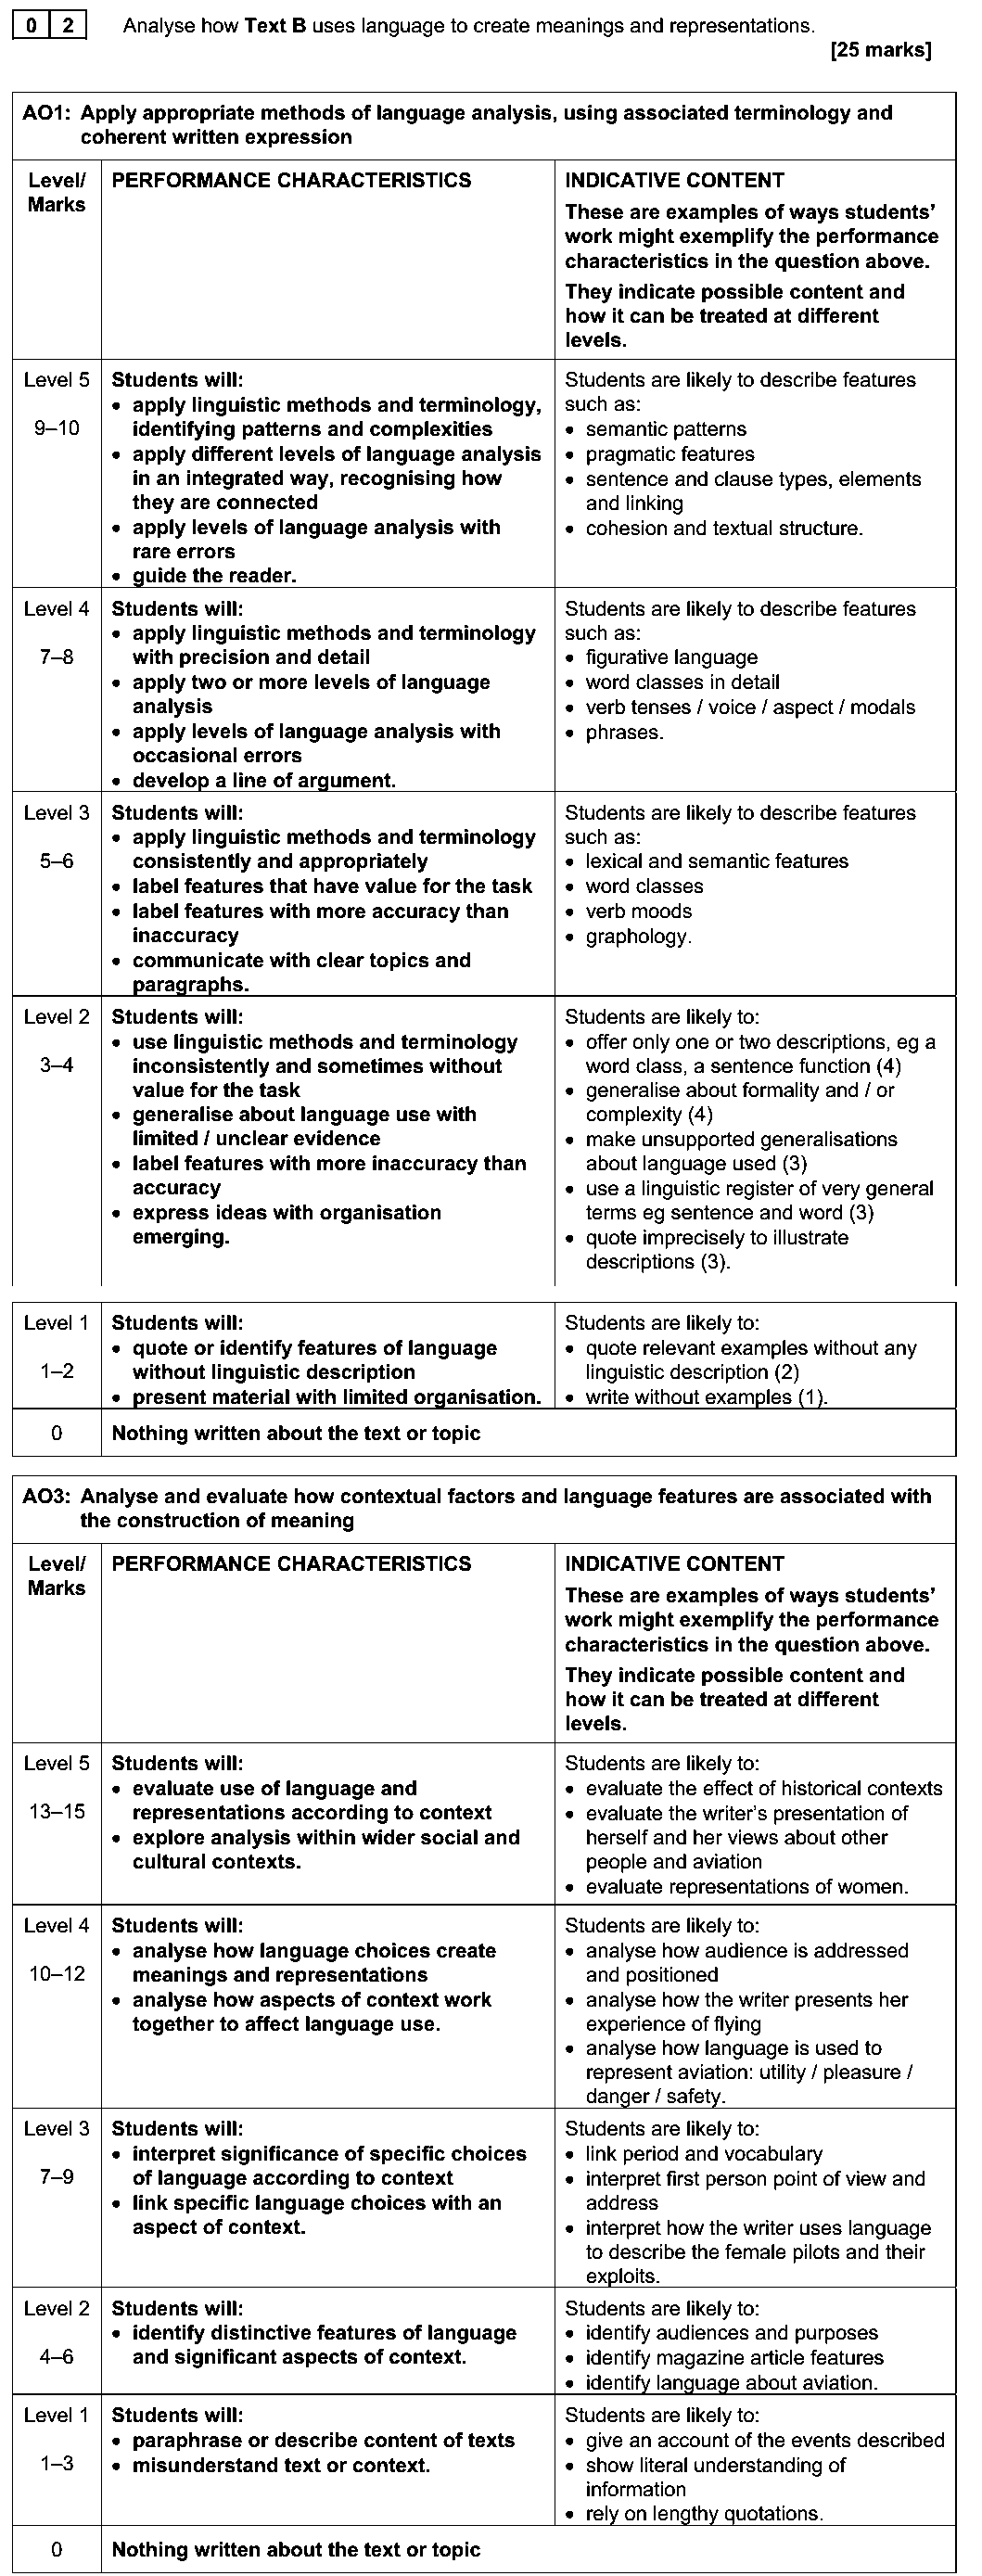 0 2 Analyse how Text B uses language to create meanings and representations.
[25 marks]
AO1: Apply appropriate methods of language analysis, using associated terminology and
coherent written expression
Level/
Marks
PERFORMANCE CHARACTERISTICS
INDICATIVE CONTENT
These are examples of ways students'
work might exemplify the performance
characteristics in the question above.
They indicate possible content and
how it can be treated at different
levels.
Level 5
9–10
Students will:
• apply linguistic methods and terminology,
identifying patterns and complexities
• apply different levels of language analysis
in an integrated way, recognising how
they are connected
• apply levels of language analysis with
rare errors
• guide the reader.
Students are likely to describe features
such as:
• semantic patterns
• pragmatic features
• sentence and clause types, elements
and linking
• cohesion and textual structure.
Level 4
7–8
Students will:
• apply linguistic methods and terminology
with precision and detail
• apply two or more levels of language
analysis
• apply levels of language analysis with
occasional errors
• develop a line of argument.
Students are likely to describe features
such as:
• figurative language
• word classes in detail
• verb tenses / voice / aspect / modals
• phrases.
Level 3
5–6
Students will:
• apply linguistic methods and terminology
consistently and appropriately
• label features that have value for the task
• label features with more accuracy than
inaccuracy
• communicate with clear topics and
paragraphs.
Students are likely to describe features
such as:
• lexical and semantic features
• word classes
• verb moods
• graphology.
Level 2
3–4
Students will:
• use linguistic methods and terminology
inconsistently and sometimes without
value for the task
• generalise about language use with
limited / unclear evidence
• label features with more inaccuracy than
accuracy
• express ideas with organisation
emerging.
Students are likely to:
• offer only one or two descriptions, eg a
word class, a sentence function (4)
• generalise about formality and / or
complexity (4)
• make unsupported generalisations
about language used (3)
• use a linguistic register of very general
terms eg sentence and word (3)
• quote imprecisely to illustrate
descriptions (3).
Level 1
1–2
Students will:
• quote or identify features of language
without linguistic description
• present material with limited organisation.
Students are likely to:
• quote relevant examples without any
linguistic description (2)
• write without examples (1).
0
Nothing written about the text or topic
AO3: Analyse and evaluate how contextual factors and language features are associated with
the construction of meaning
Level/
Marks
PERFORMANCE CHARACTERISTICS
INDICATIVE CONTENT
These are examples of ways students'
work might exemplify the performance
characteristics in the question above.
They indicate possible content and
how it can be treated at different
levels.
Level 5
13–15
Students will:
• evaluate use of language and
representations according to context
• explore analysis within wider social and
cultural contexts.
Students are likely to:
• evaluate the effect of historical contexts
• evaluate the writer's presentation of
herself and her views about other
people and aviation
• evaluate representations of women.
Level 4
10–12
Students will:
• analyse how language choices create
meanings and representations
• analyse how aspects of context work
together to affect language use.
Students are likely to:
• analyse how audience is addressed
and positioned
• analyse how the writer presents her
experience of flying
• analyse how language is used to
represent aviation: utility / pleasure /
danger / safety.
Level 3
7–9
Students will:
• interpret significance of specific choices
of language according to context
• link specific language choices with an
aspect of context.
Students are likely to:
• link period and vocabulary
• interpret first person point of view and
address
• interpret how the writer uses language
to describe the female pilots and their
exploits.
Level 2
4–6
Students will:
• identify distinctive features of language
and significant aspects of context.
Students are likely to:
• identify audiences and purposes
• identify magazine article features
• identify language about aviation.
Level 1
1–3
Students will:
• paraphrase or describe content of texts
• misunderstand text or context.
Students are likely to:
• give an account of the events described
• show literal understanding of
information
• rely on lengthy quotations.
0
Nothing written about the text or topic